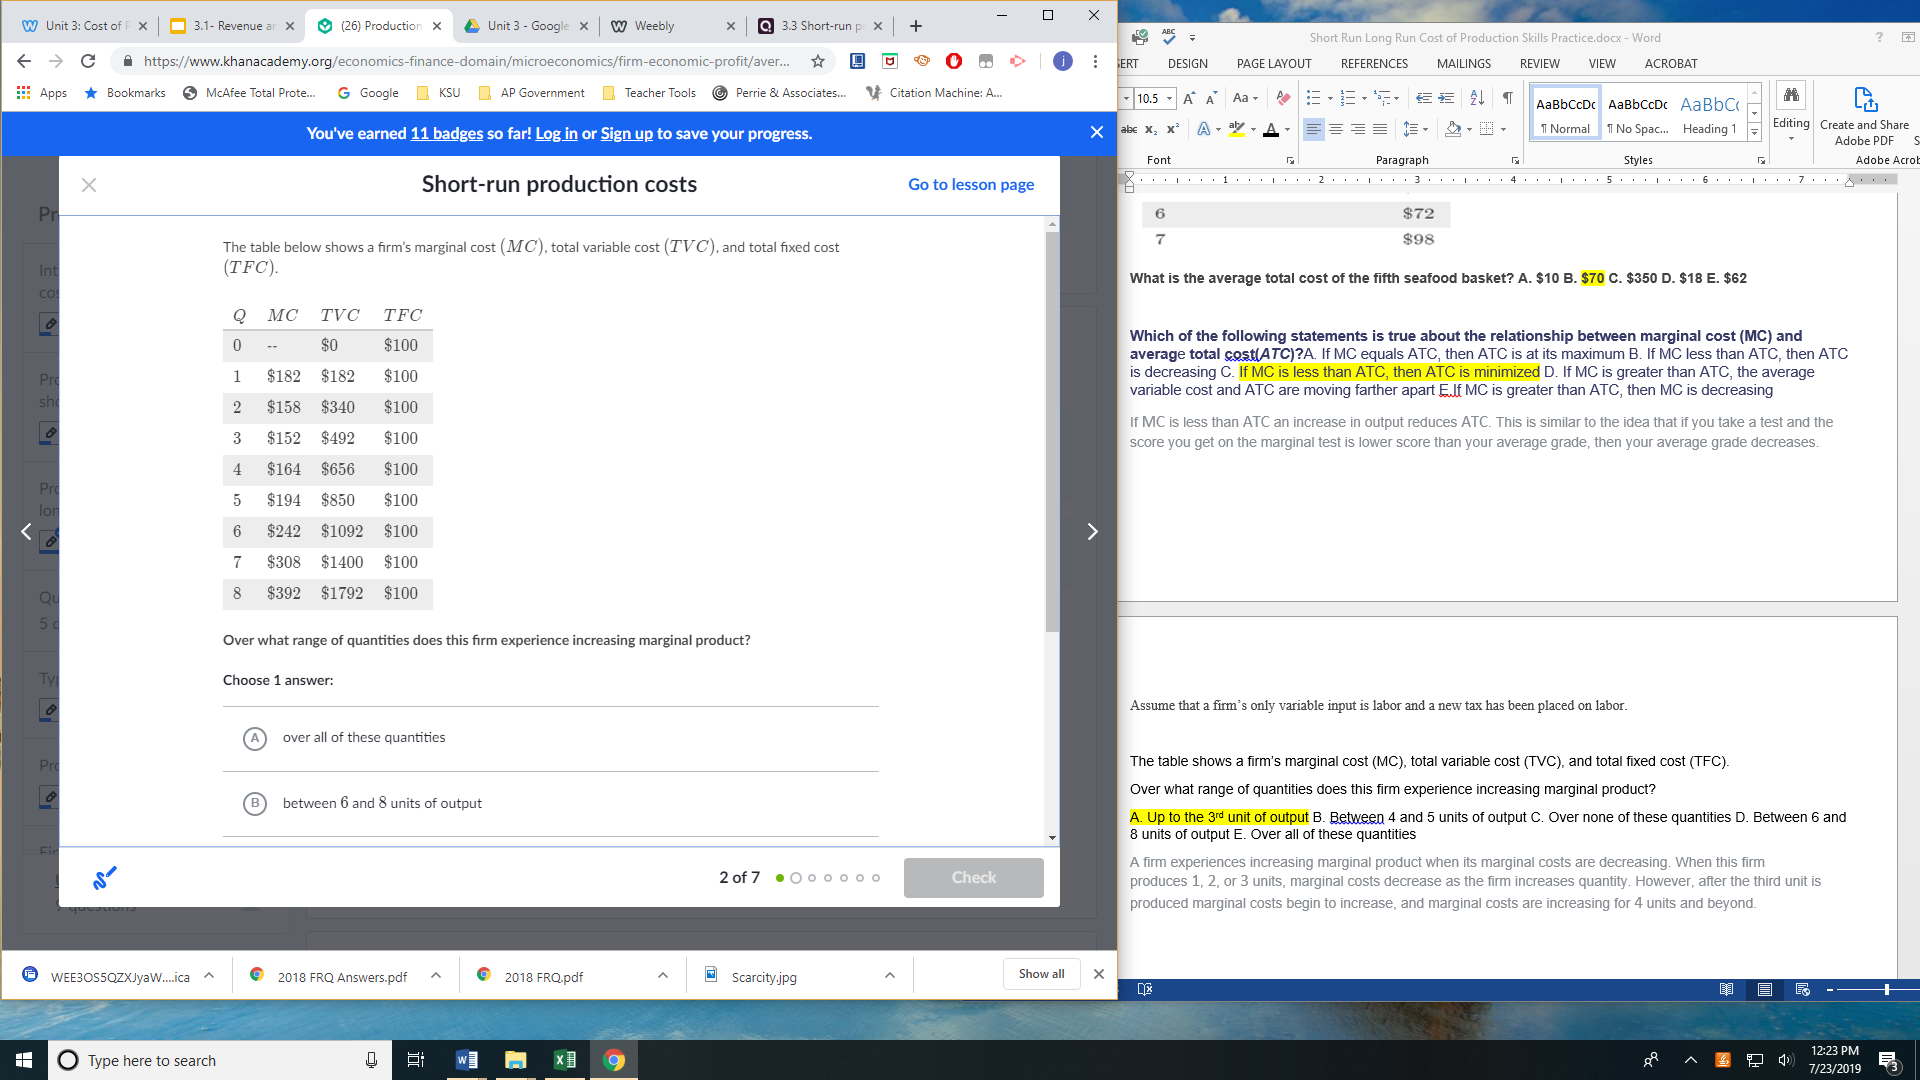 Unit 3: Cost of P
3.1- Revenue an
(26) Production
Unit 3 - Google
Weebly
3.3 Short-run pr
https://www.khanacademy.org/economics-finance-domain/microeconomics/firm-economic-profit/aver...
Apps
Bookmarks
McAfee Total Prote...
Google
KSU
AP Government
Teacher Tools
Perrie & Associates...
Citation Machine: A...
You've earned 11 badges so far! Log in or Sign up to save your progress.
Short-run production costs
Go to lesson page
The table below shows a firm's marginal cost (MC), total variable cost (TVC), and total fixed cost
(TFC).
Q MC TVC TFC
0 -- $0 $100
1 $182 $182 $100
2 $158 $340 $100
3 $152 $492 $100
4 $164 $656 $100
5 $194 $850 $100
6 $242 $1092 $100
7 $308 $1400 $100
8 $392 $1792 $100
Over what range of quantities does this firm experience increasing marginal product?
Choose 1 answer:
A over all of these quantities
B between 6 and 8 units of output
2 of 7
Check
WEE3OS5QZXJyaW....ica
2018 FRQ Answers.pdf
2018 FRQ.pdf
Scarcity.jpg
Show all
Short Run Long Run Cost of Production Skills Practice.docx - Word
ERT DESIGN PAGE LAYOUT REFERENCES MAILINGS REVIEW VIEW ACROBAT
10.5
AaBbCcDc AaBbCcDc AaBbCc
¶ Normal ¶ No Spac... Heading 1
Editing
Create and Share
Adobe PDF
Font Paragraph Styles Adobe Acrob
1 2 3 4 5 6 7
6 $72
7 $98
What is the average total cost of the fifth seafood basket? A. $10 B. $70 C. $350 D. $18 E. $62
Which of the following statements is true about the relationship between marginal cost (MC) and
average total cost(ATC)?A. If MC equals ATC, then ATC is at its maximum B. If MC less than ATC, then ATC
is decreasing C. If MC is less than ATC, then ATC is minimized D. If MC is greater than ATC, the average
variable cost and ATC are moving farther apart E.If MC is greater than ATC, then MC is decreasing
If MC is less than ATC an increase in output reduces ATC. This is similar to the idea that if you take a test and the
score you get on the marginal test is lower score than your average grade, then your average grade decreases.
Assume that a firm's only variable input is labor and a new tax has been placed on labor.
The table shows a firm's marginal cost (MC), total variable cost (TVC), and total fixed cost (TFC).
Over what range of quantities does this firm experience increasing marginal product?
A. Up to the 3rd unit of output B. Between 4 and 5 units of output C. Over none of these quantities D. Between 6 and
8 units of output E. Over all of these quantities
A firm experiences increasing marginal product when its marginal costs are decreasing. When this firm
produces 1, 2, or 3 units, marginal costs decrease as the firm increases quantity. However, after the third unit is
produced marginal costs begin to increase, and marginal costs are increasing for 4 units and beyond.
Type here to search
12:23 PM
7/23/2019
3